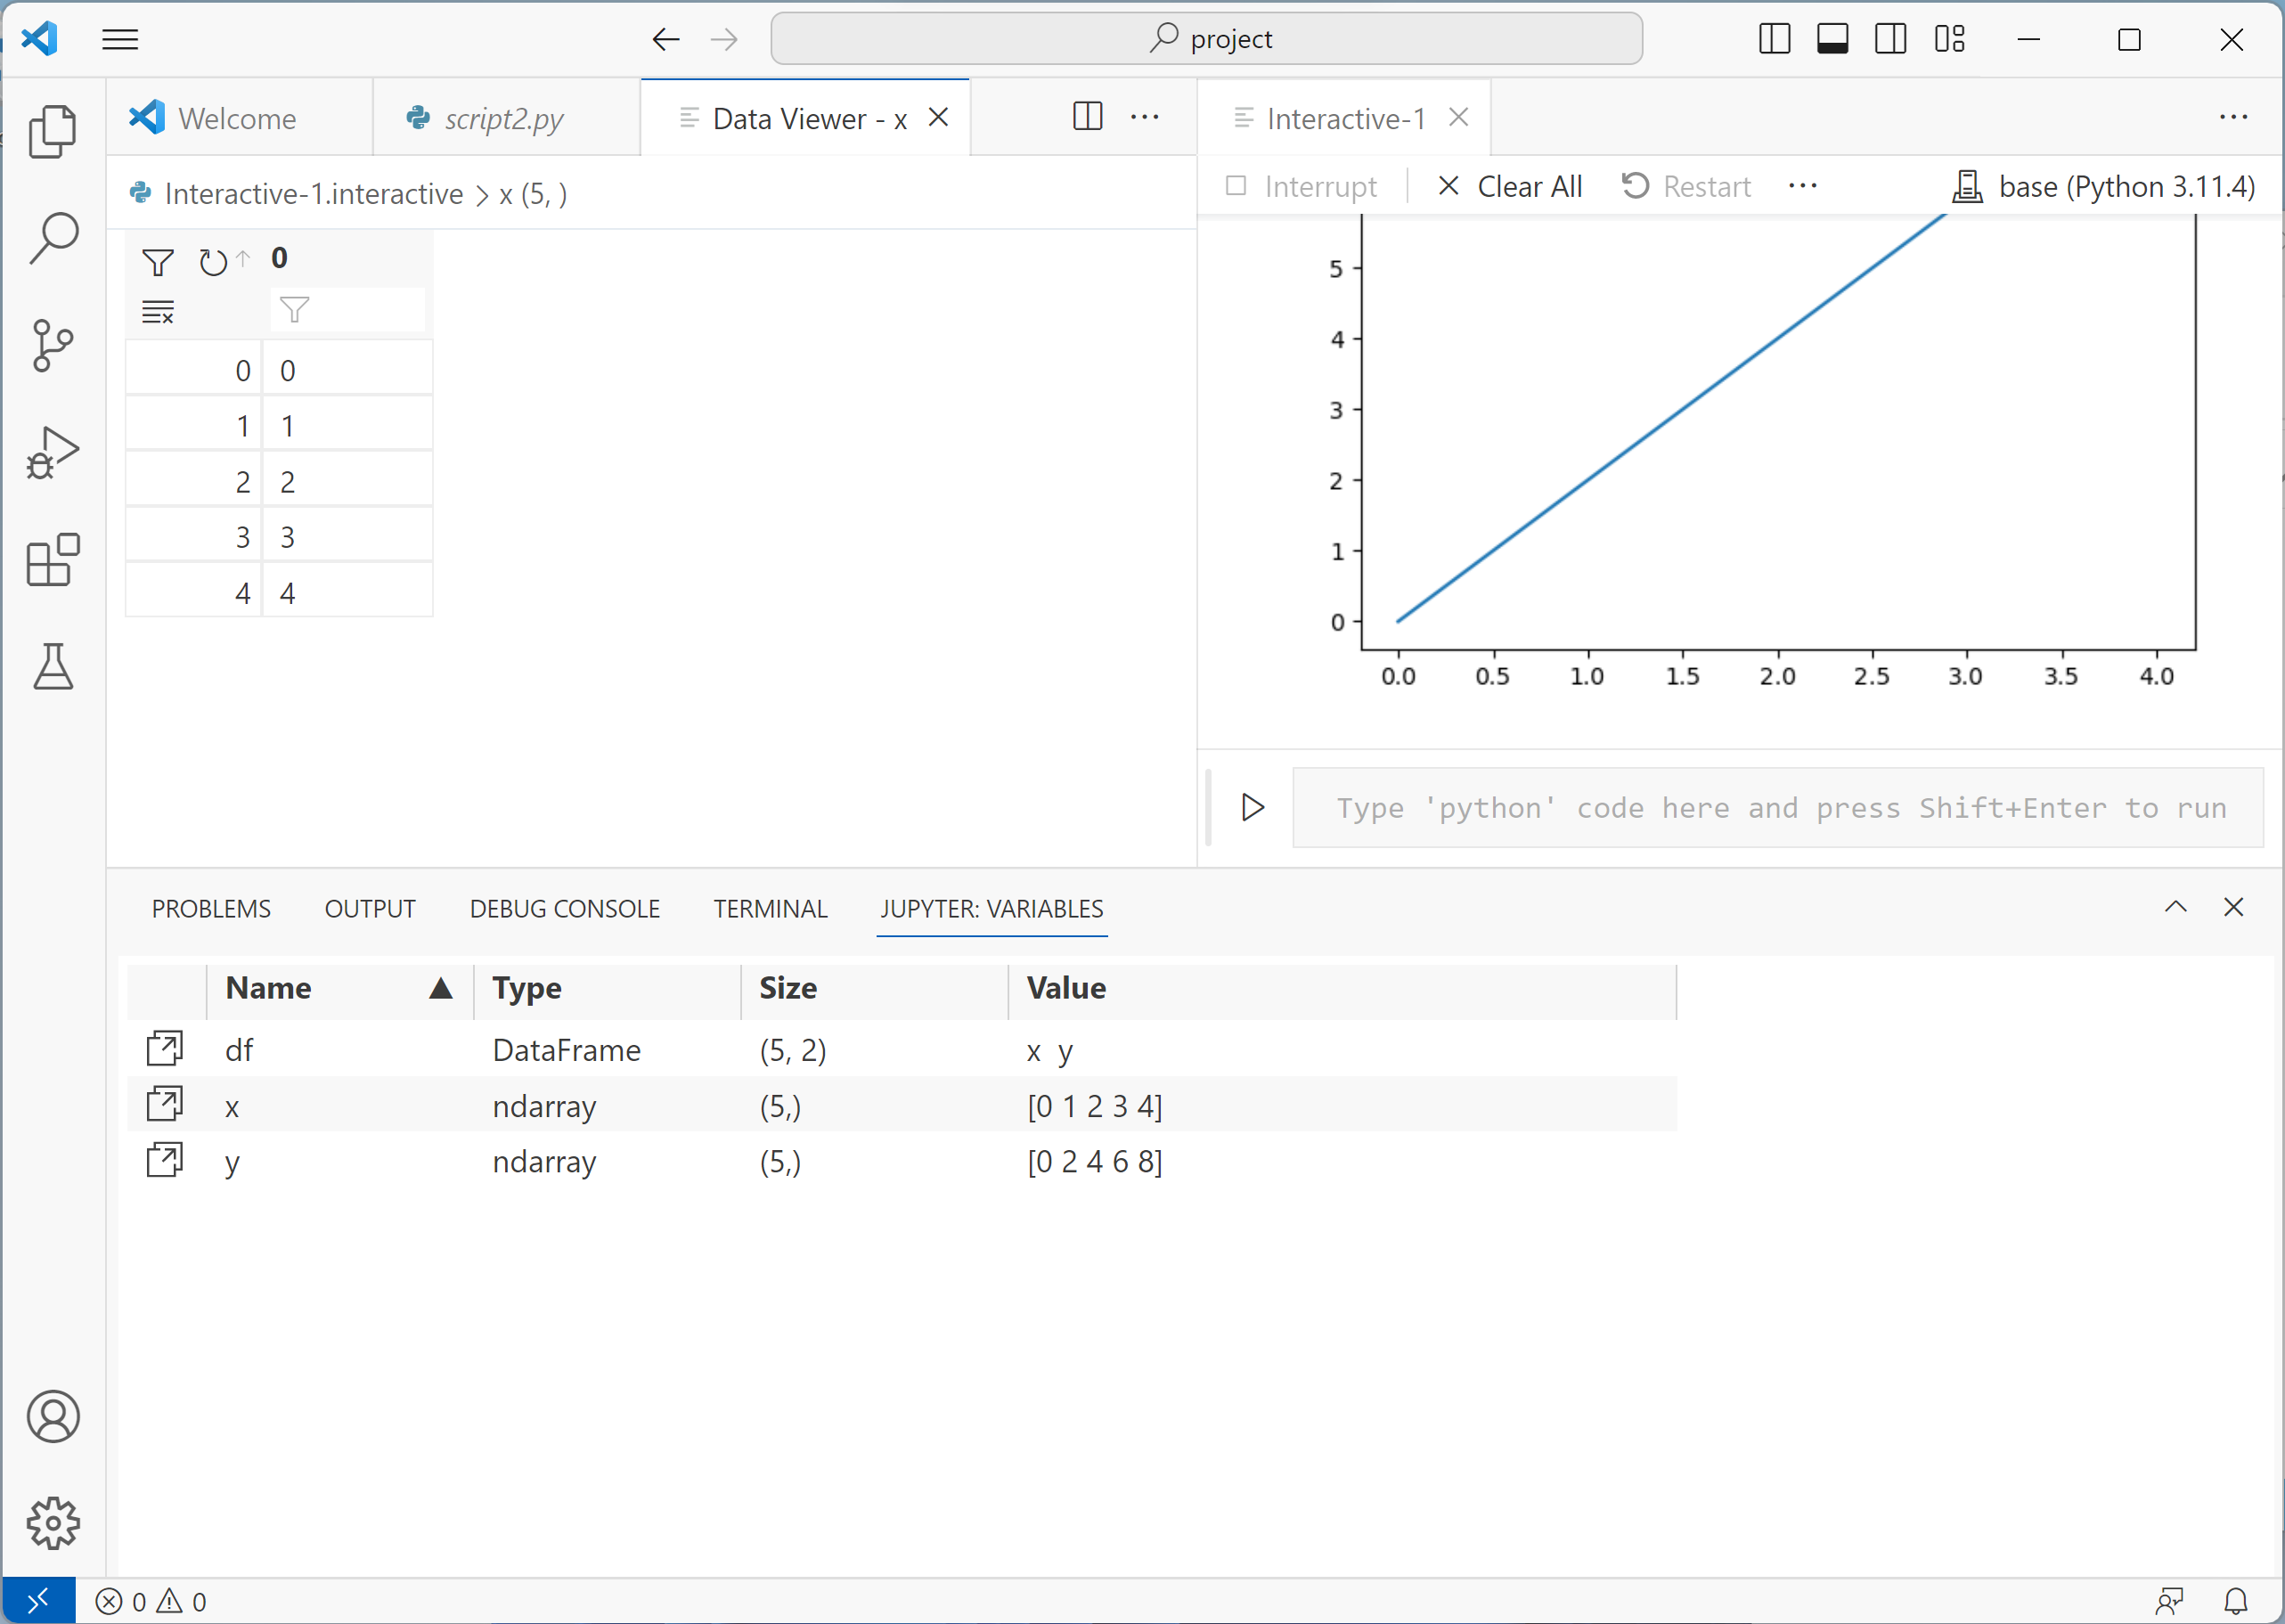 project
Welcome
script2.py
Data Viewer - x
Interactive-1
Interactive-1.interactive > x (5, )
Interrupt
Clear All
Restart
base (Python 3.11.4)
0
0 0
1 1
2 2
3 3
4 4
5
4
3
2
1
0
0.0 0.5 1.0 1.5 2.0 2.5 3.0 3.5 4.0
Type 'python' code here and press Shift+Enter to run
PROBLEMS OUTPUT DEBUG CONSOLE TERMINAL JUPYTER: VARIABLES
Name Type Size Value
df DataFrame (5, 2) x y
x ndarray (5,) [0 1 2 3 4]
y ndarray (5,) [0 2 4 6 8]
0 0